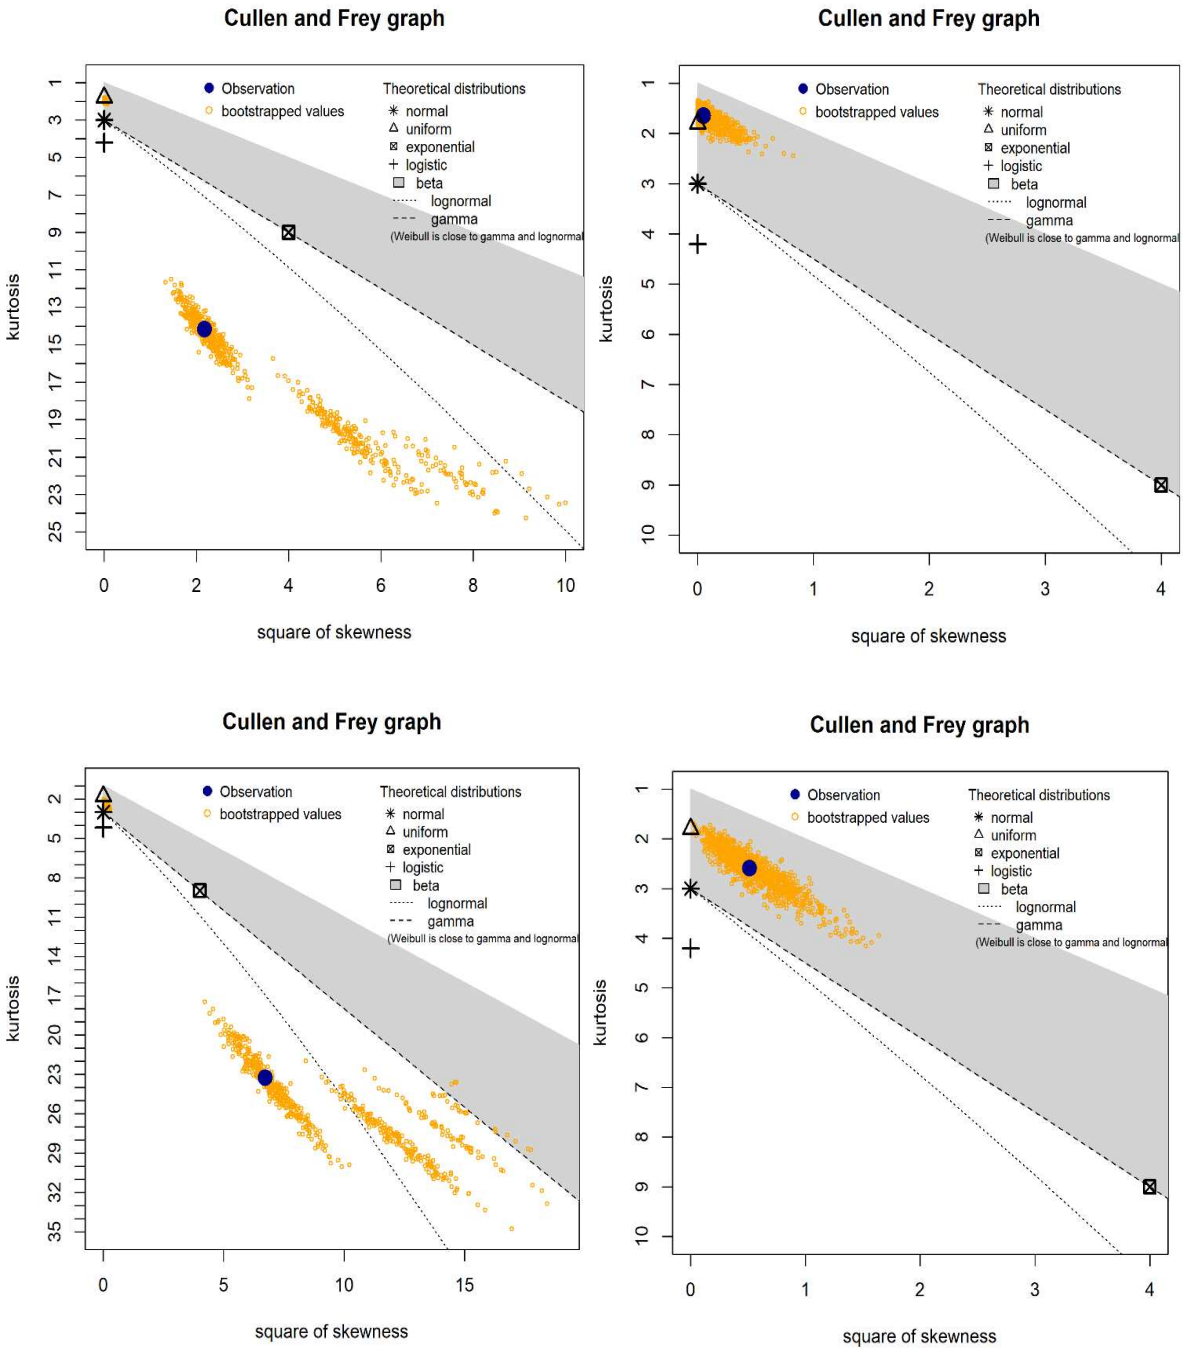 Cullen and Frey graph
Observation
bootstrapped values
Theoretical distributions
normal
uniform
exponential
logistic
beta
lognormal
gamma
(Weibull is close to gamma and lognormal
kurtosis
1
3
5
7
9
11
13
15
17
19
21
23
25
0 2 4 6 8 10
square of skewness
Cullen and Frey graph
Observation
bootstrapped values
Theoretical distributions
normal
uniform
exponential
logistic
beta
lognormal
gamma
(Weibull is close to gamma and lognormal
kurtosis
1
2
3
4
5
6
7
8
9
10
0 1 2 3 4
square of skewness
Cullen and Frey graph
Observation
bootstrapped values
Theoretical distributions
normal
uniform
exponential
logistic
beta
lognormal
gamma
(Weibull is close to gamma and lognormal
kurtosis
2
5
8
11
14
17
20
23
26
29
32
35
0 5 10 15
square of skewness
Cullen and Frey graph
Observation
bootstrapped values
Theoretical distributions
normal
uniform
exponential
logistic
beta
lognormal
gamma
(Weibull is close to gamma and lognormal
kurtosis
1
2
3
4
5
6
7
8
9
10
0 1 2 3 4
square of skewness